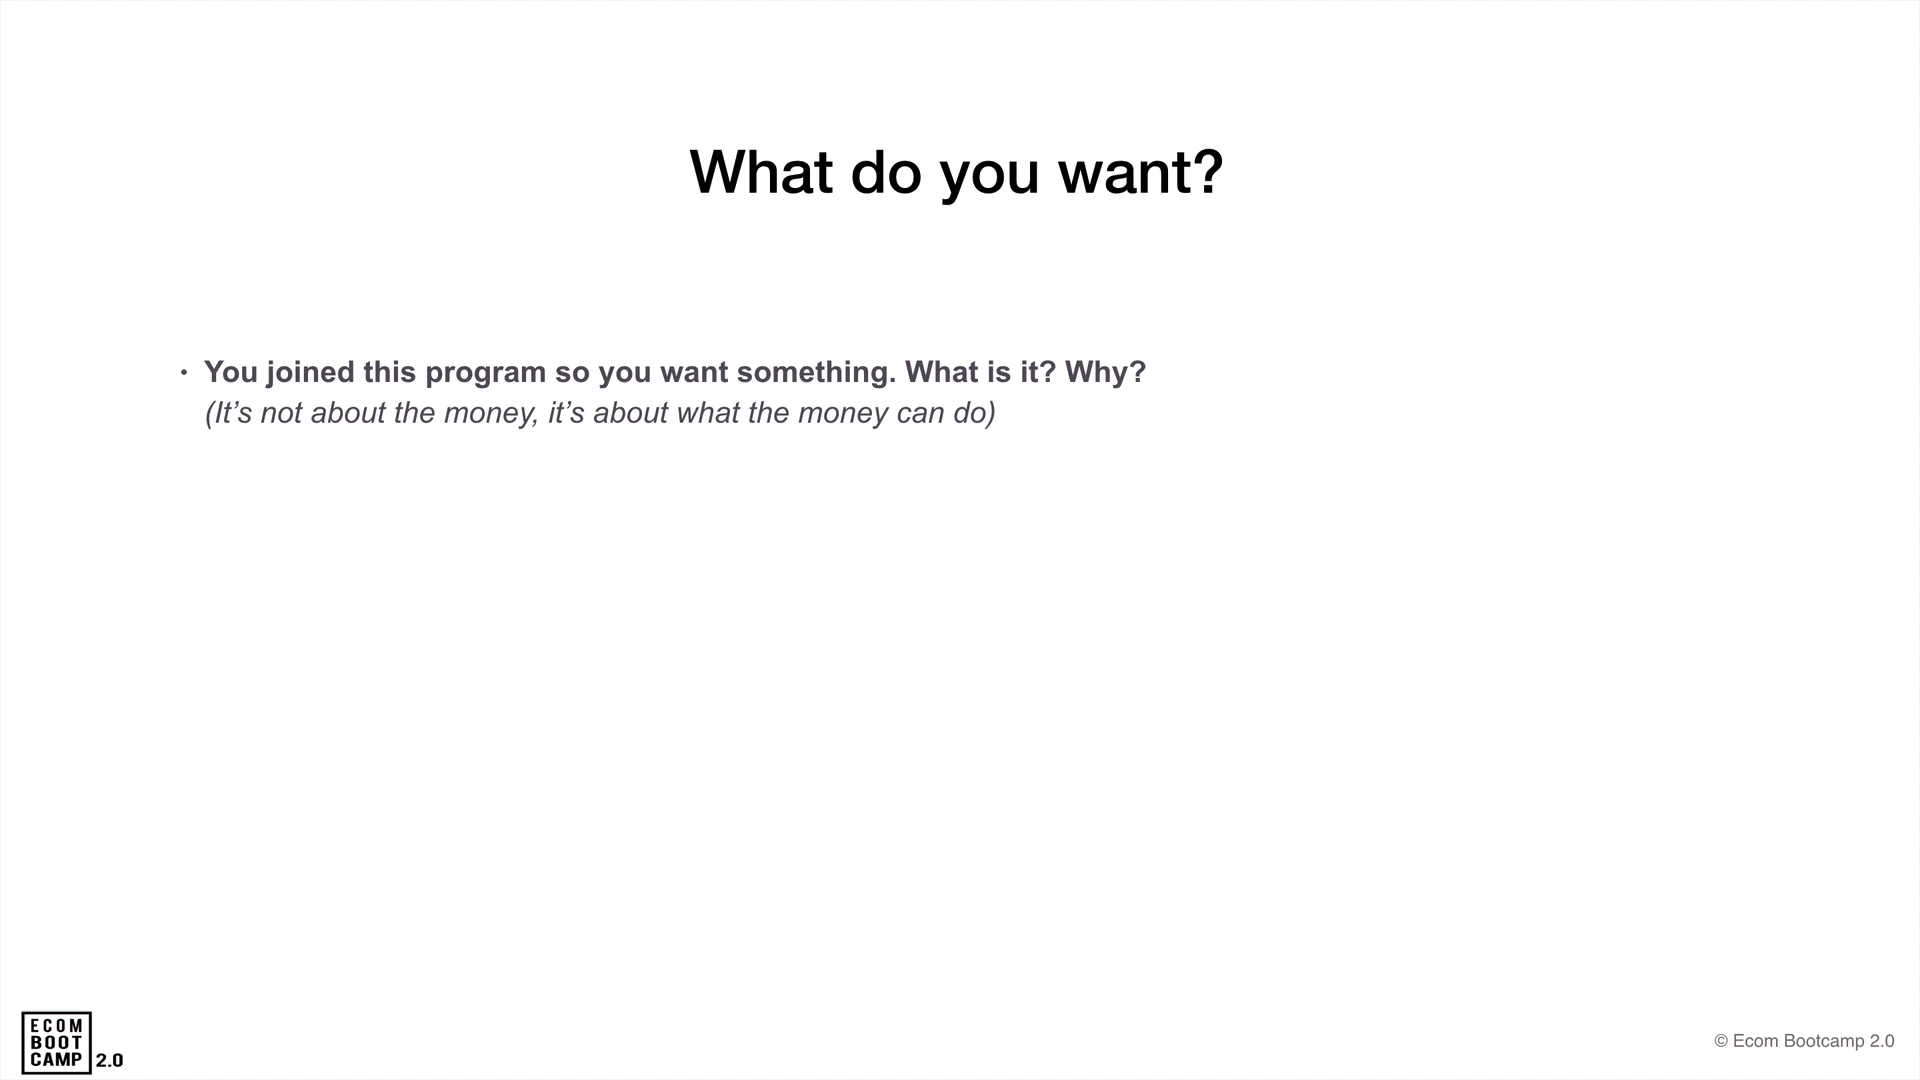 What do you want?
• You joined this program so you want something. What is it? Why?
(It’s not about the money, it’s about what the money can do)
ECOM
BOOT
CAMP 2.0
© Ecom Bootcamp 2.0